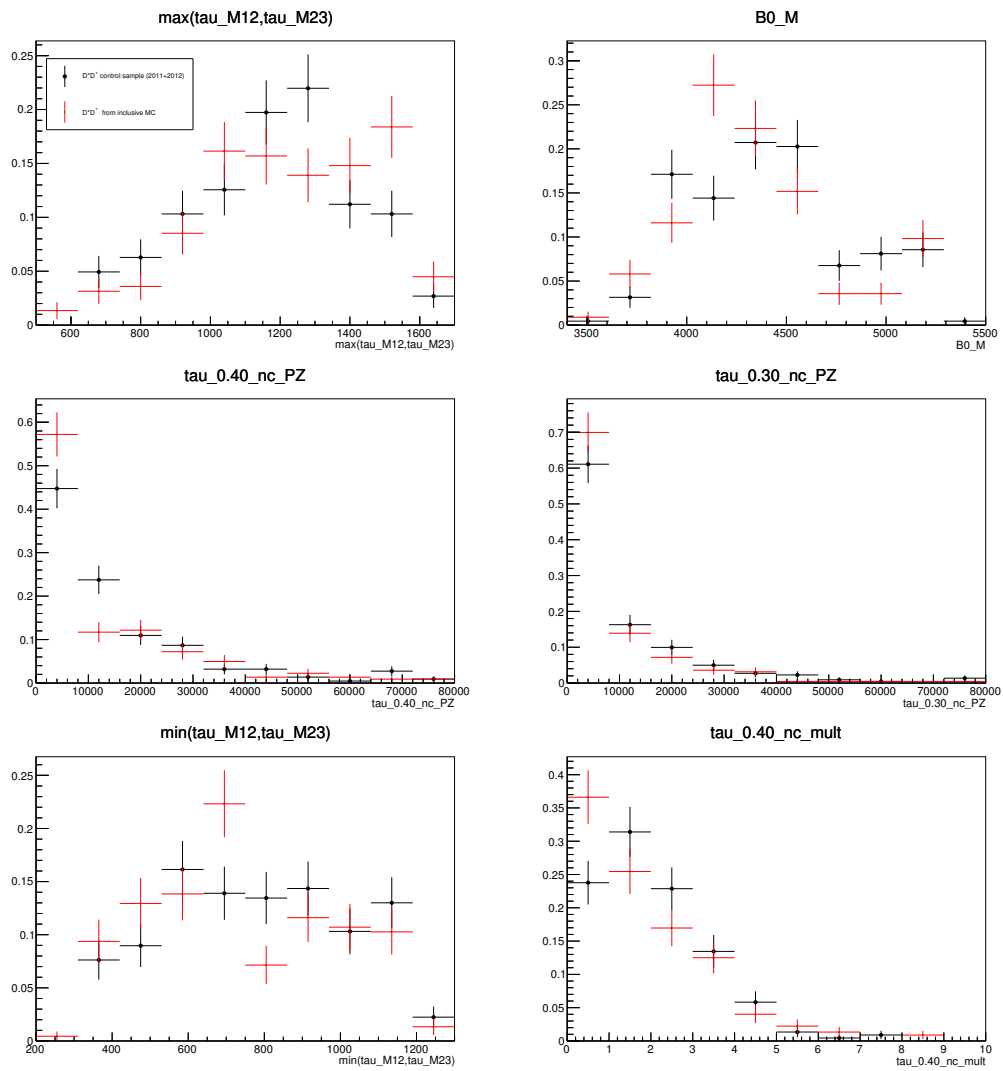 max(tau_M12,tau_M23)
0.25
0.2
0.15
0.1
0.05
0
D*D⁺ control sample (2011+2012)
D*D⁺ from inclusive MC
600 800 1000 1200 1400 1600
max(tau_M12,tau_M23)
B0_M
0.3
0.25
0.2
0.15
0.1
0.05
0
3500 4000 4500 5000 5500
B0_M
tau_0.40_nc_PZ
0.6
0.5
0.4
0.3
0.2
0.1
0
0 10000 20000 30000 40000 50000 60000 70000 80000
tau_0.40_nc_PZ
tau_0.30_nc_PZ
0.7
0.6
0.5
0.4
0.3
0.2
0.1
0
0 10000 20000 30000 40000 50000 60000 70000 80000
tau_0.30_nc_PZ
min(tau_M12,tau_M23)
0.25
0.2
0.15
0.1
0.05
0
200 400 600 800 1000 1200
min(tau_M12,tau_M23)
tau_0.40_nc_mult
0.4
0.35
0.3
0.25
0.2
0.15
0.1
0.05
0
0 1 2 3 4 5 6 7 8 9 10
tau_0.40_nc_mult